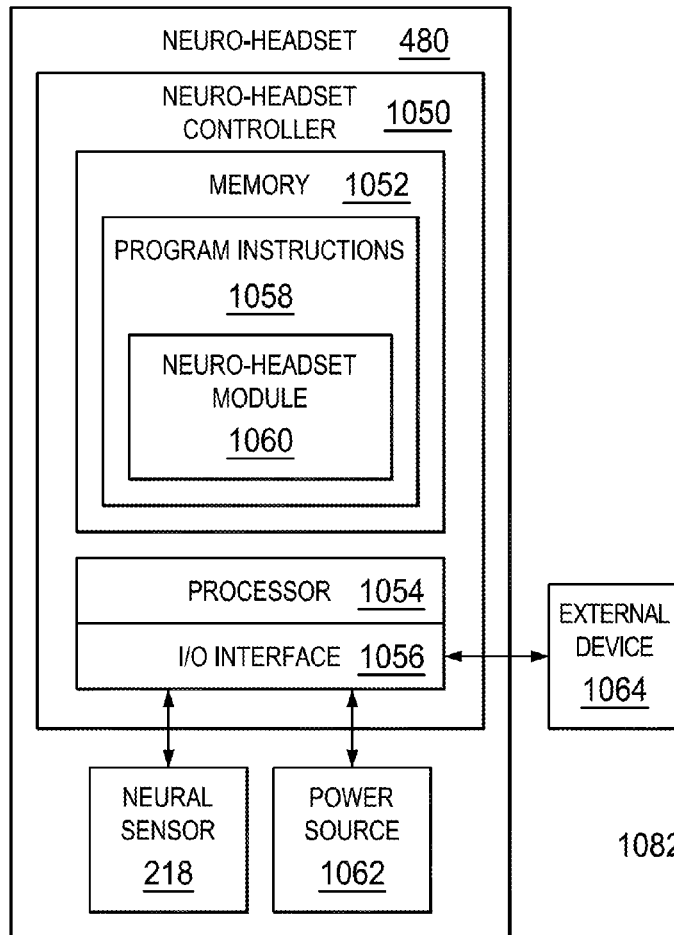 NEURO-HEADSET 480
NEURO-HEADSET
CONTROLLER 1050
MEMORY 1052
PROGRAM INSTRUCTIONS
1058
NEURO-HEADSET
MODULE
1060
PROCESSOR 1054
I/O INTERFACE 1056
EXTERNAL
DEVICE
1064
NEURAL
SENSOR
218
POWER
SOURCE
1062
1082